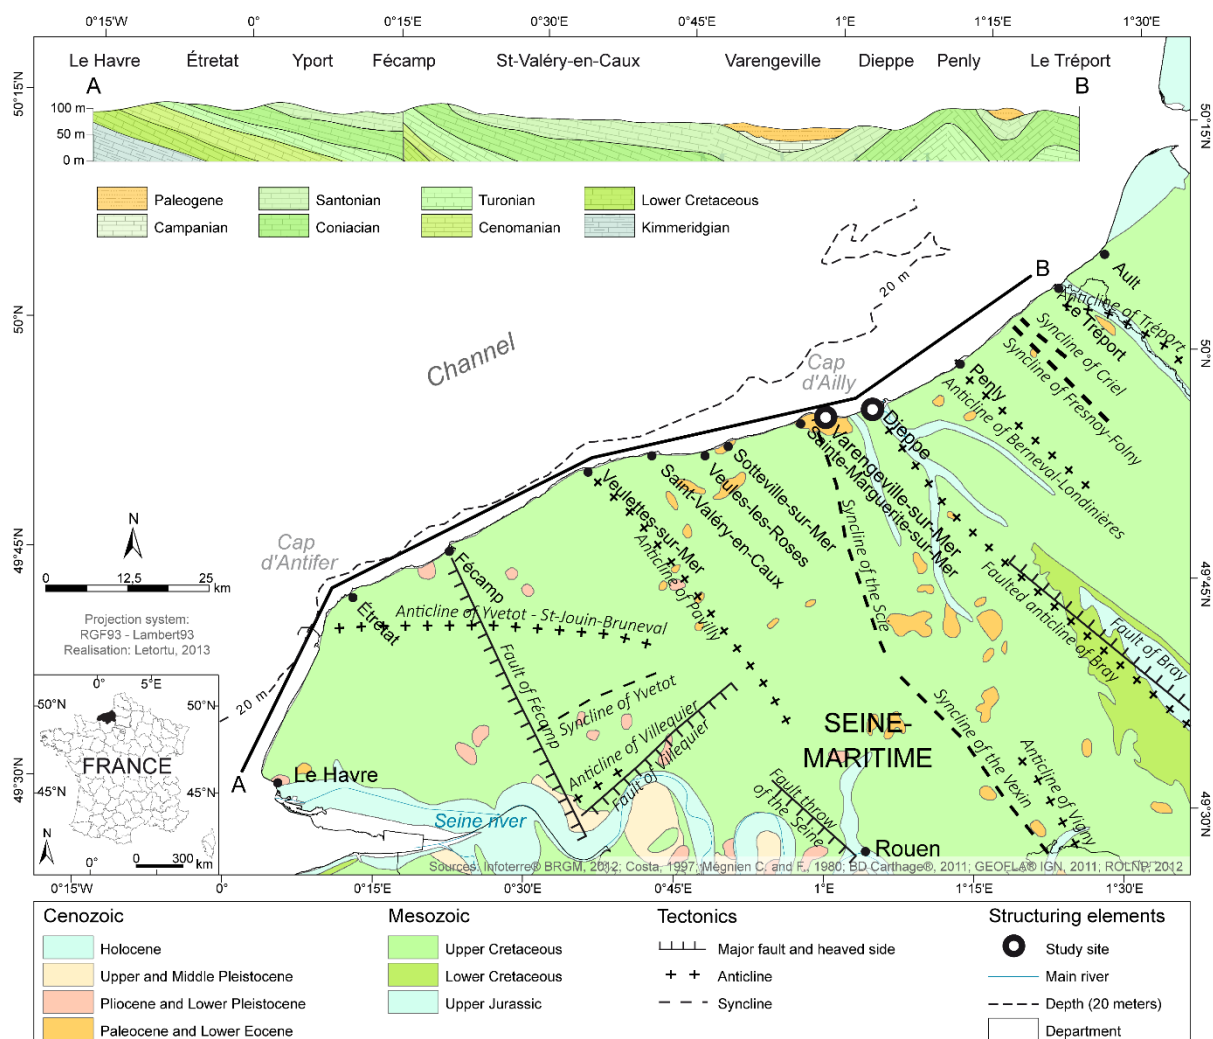 0°15'W 0° 0°15'E 0°30'E 0°45'E 1°E 1°15'E 1°30'E
Le Havre Étretat Yport Fécamp St-Valéry-en-Caux Varengeville Dieppe Penly Le Tréport
A B
50°15'N 50°15'N
100 m
50 m
0 m
Paleogene Santonian Turonian Lower Cretaceous
Campanian Coniacian Cenomanian Kimmeridgian
20 m
B
Ault
Anticline of Tréport
Le Tréport
50°N 50°N
Syncline of Criel
Syncline of Fresnoy-Folny
Channel
Cap
d'Ailly
Penly
Anticline of Berneval-Londinières
Dieppe
Varengeville-sur-Mer
Sainte-Marguerite-sur-Mer
Sotteville-sur-Mer
Veules-les-Roses
Saint-Valéry-en-Caux
Veulettes-sur-Mer
Anticline of Pavilly
Syncline of the Scie
N
49°45'N 49°45'N
Cap
d'Antifer
0 12,5 25
km
Fécamp
Étretat
Anticline of Yvetot - St-Jouin-Bruneval
Faulted anticline of Bray
Fault of Bray
Projection system:
RGF93 - Lambert93
Realisation: Letortu, 2013
Fault of Fécamp
Syncline of Yvetot
Anticline of Villequier
Fault of Villequier
SEINE-
MARITIME
Syncline of the Vexin
Anticline of Vigny
20 m
0° 5°E
50°N 50°N
FRANCE
45°N 45°N
N
0° 0 300
km
A
Le Havre
49°30'N 49°30'N
Seine river
Fault throw
of the Seine
Rouen
Sources: Infoterre® BRGM, 2012; Costa, 1997; Mégnien C. and F., 1980; BD Carthage®, 2011; GEOFLA® IGN, 2011; ROLNP, 2012
0°15'W 0° 0°15'E 0°30'E 0°45'E 1°E 1°15'E 1°30'E
Cenozoic Mesozoic Tectonics Structuring elements
Holocene Upper Cretaceous Major fault and heaved side Study site
Upper and Middle Pleistocene Lower Cretaceous Anticline Main river
Pliocene and Lower Pleistocene Upper Jurassic Syncline Depth (20 meters)
Paleocene and Lower Eocene Department